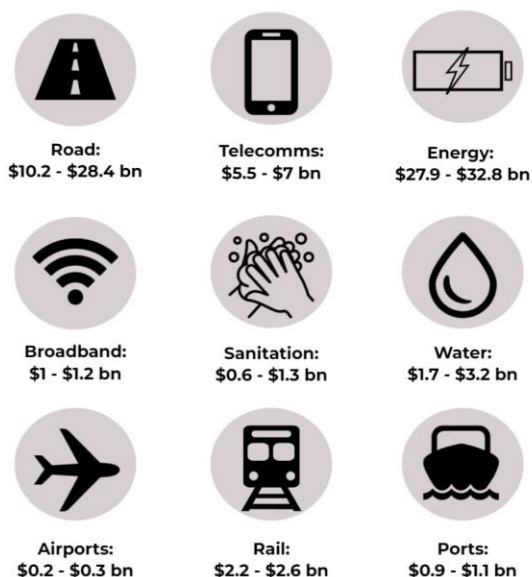 Road:
$10.2 - $28.4 bn
Telecomms:
$5.5 - $7 bn
Energy:
$27.9 - $32.8 bn
Broadband:
$1 - $1.2 bn
Sanitation:
$0.6 - $1.3 bn
Water:
$1.7 - $3.2 bn
Airports:
$0.2 - $0.3 bn
Rail:
$2.2 - $2.6 bn
Ports:
$0.9 - $1.1 bn